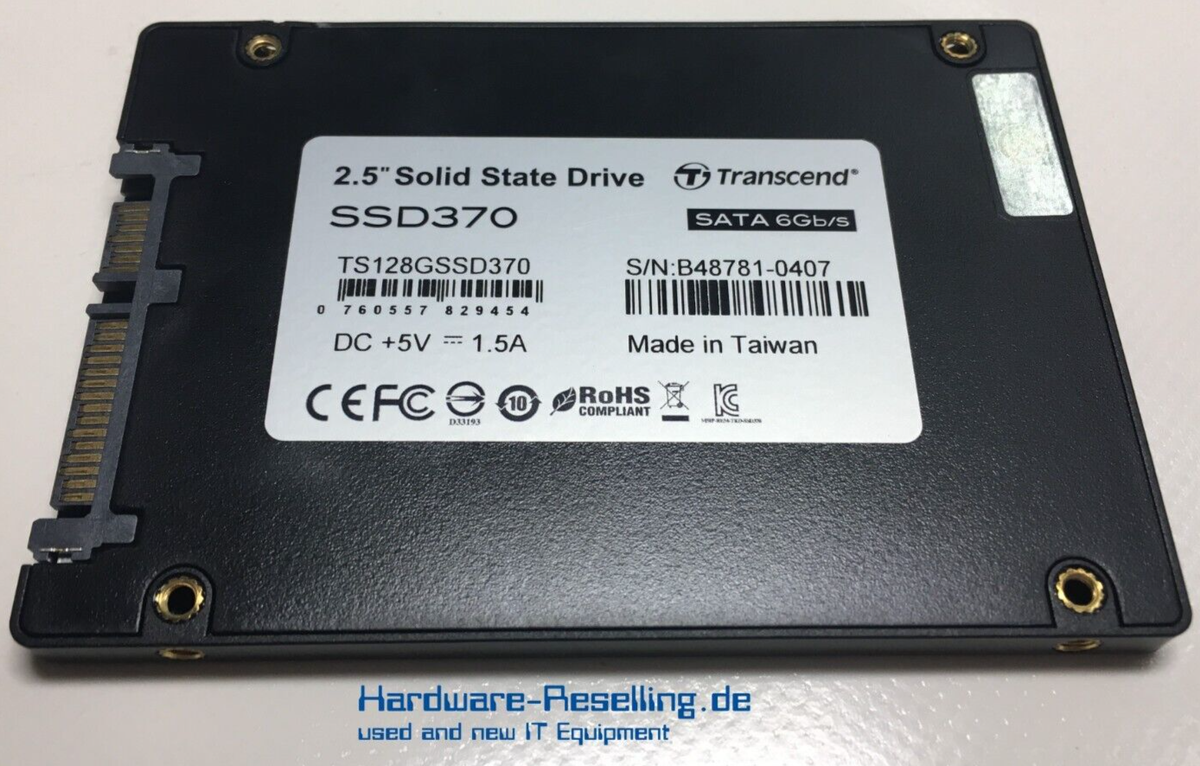 2.5" Solid State Drive Transcend®
SSD370 SATA 6Gb/s
TS128GSSD370 S/N:B48781-0407
0 760557 829454
DC +5V ⎓ 1.5A Made in Taiwan
CE FC D33193 10 RoHS COMPLIANT
Hardware-Reselling.de
used and new IT Equipment